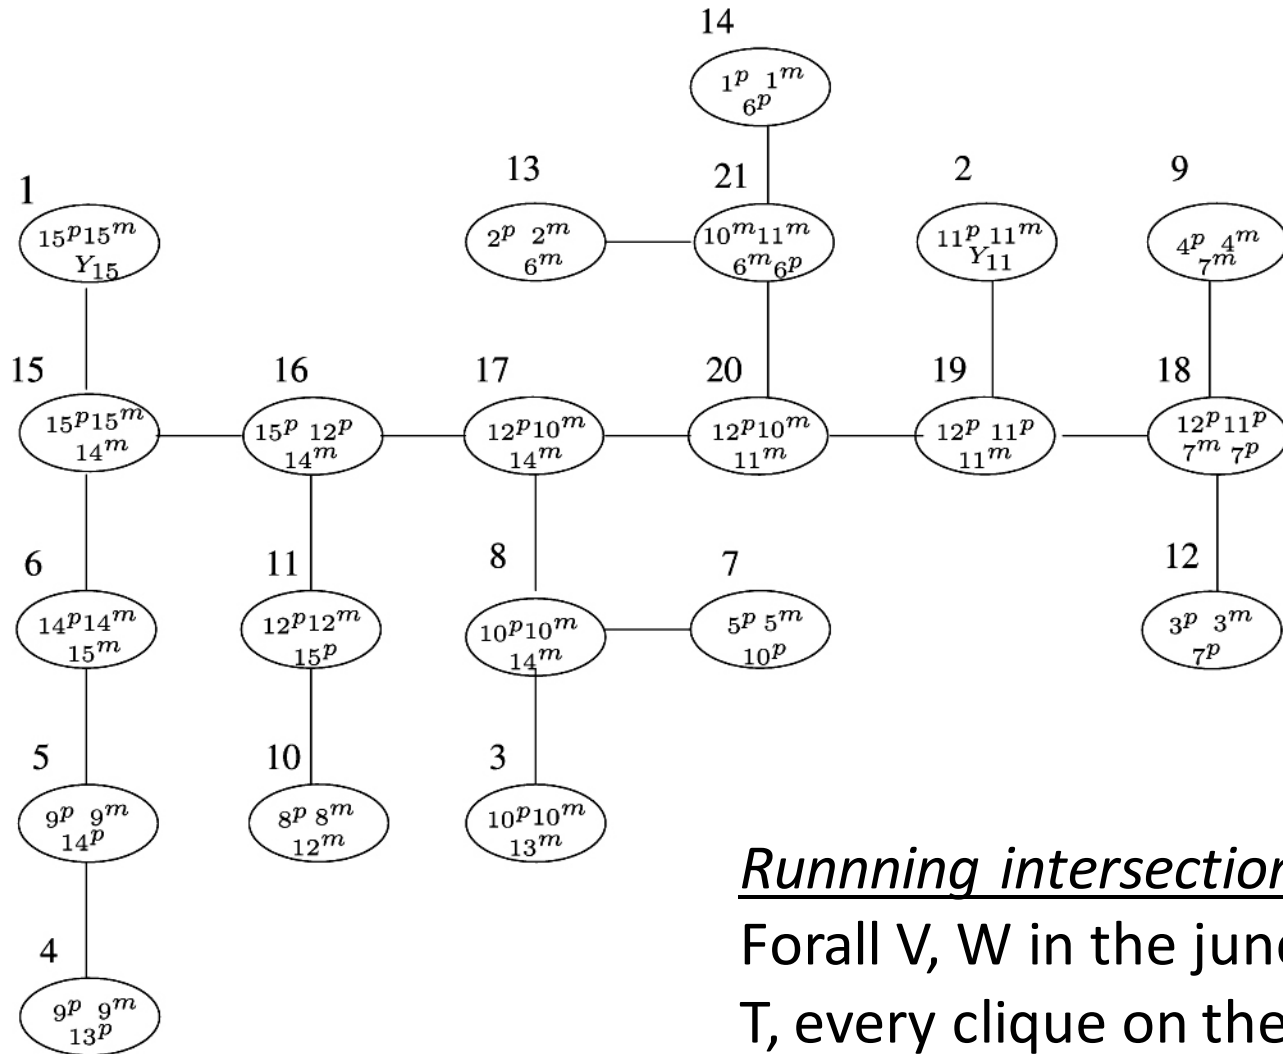 14
1ᵖ 1ᵐ
6ᵖ
13
21
2
9
1
15ᵖ15ᵐ
Y₁₅
2ᵖ 2ᵐ
6ᵐ
10ᵐ11ᵐ
6ᵐ6ᵖ
11ᵖ 11ᵐ
Y₁₁
4ᵖ 4ᵐ
7ᵐ
15
16
17
20
19
18
15ᵖ15ᵐ
14ᵐ
15ᵖ 12ᵖ
14ᵐ
12ᵖ10ᵐ
14ᵐ
12ᵖ10ᵐ
11ᵐ
12ᵖ 11ᵖ
11ᵐ
12ᵖ11ᵖ
7ᵐ 7ᵖ
6
11
8
7
12
14ᵖ14ᵐ
15ᵐ
12ᵖ12ᵐ
15ᵖ
10ᵖ10ᵐ
14ᵐ
5ᵖ 5ᵐ
10ᵖ
3ᵖ 3ᵐ
7ᵖ
5
10
3
9ᵖ 9ᵐ
14ᵖ
8ᵖ 8ᵐ
12ᵐ
10ᵖ10ᵐ
13ᵐ
4
9ᵖ 9ᵐ
13ᵖ
Runnning intersection
Forall V, W in the junc
T, every clique on the